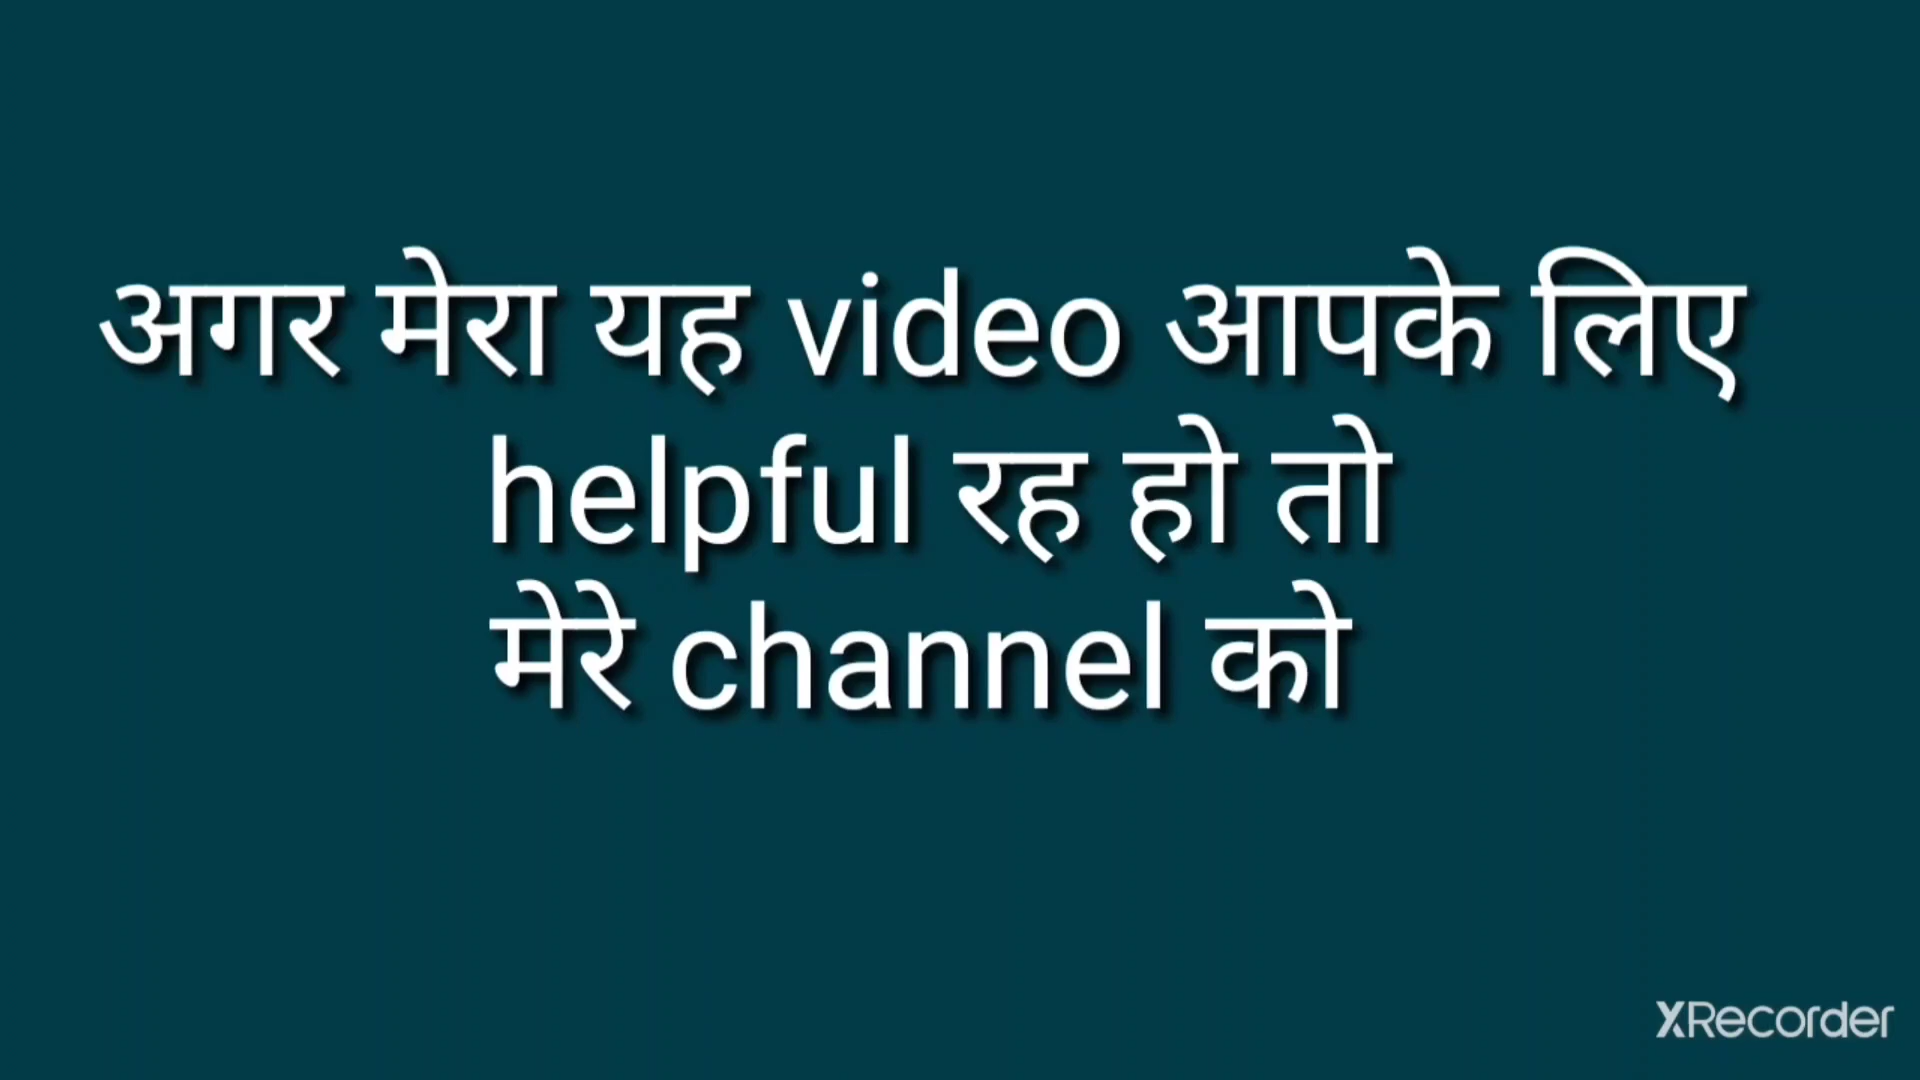 अगर मेरा यह video आपके लिए
helpful रह हो तो
मेरे channel को
XRecorder